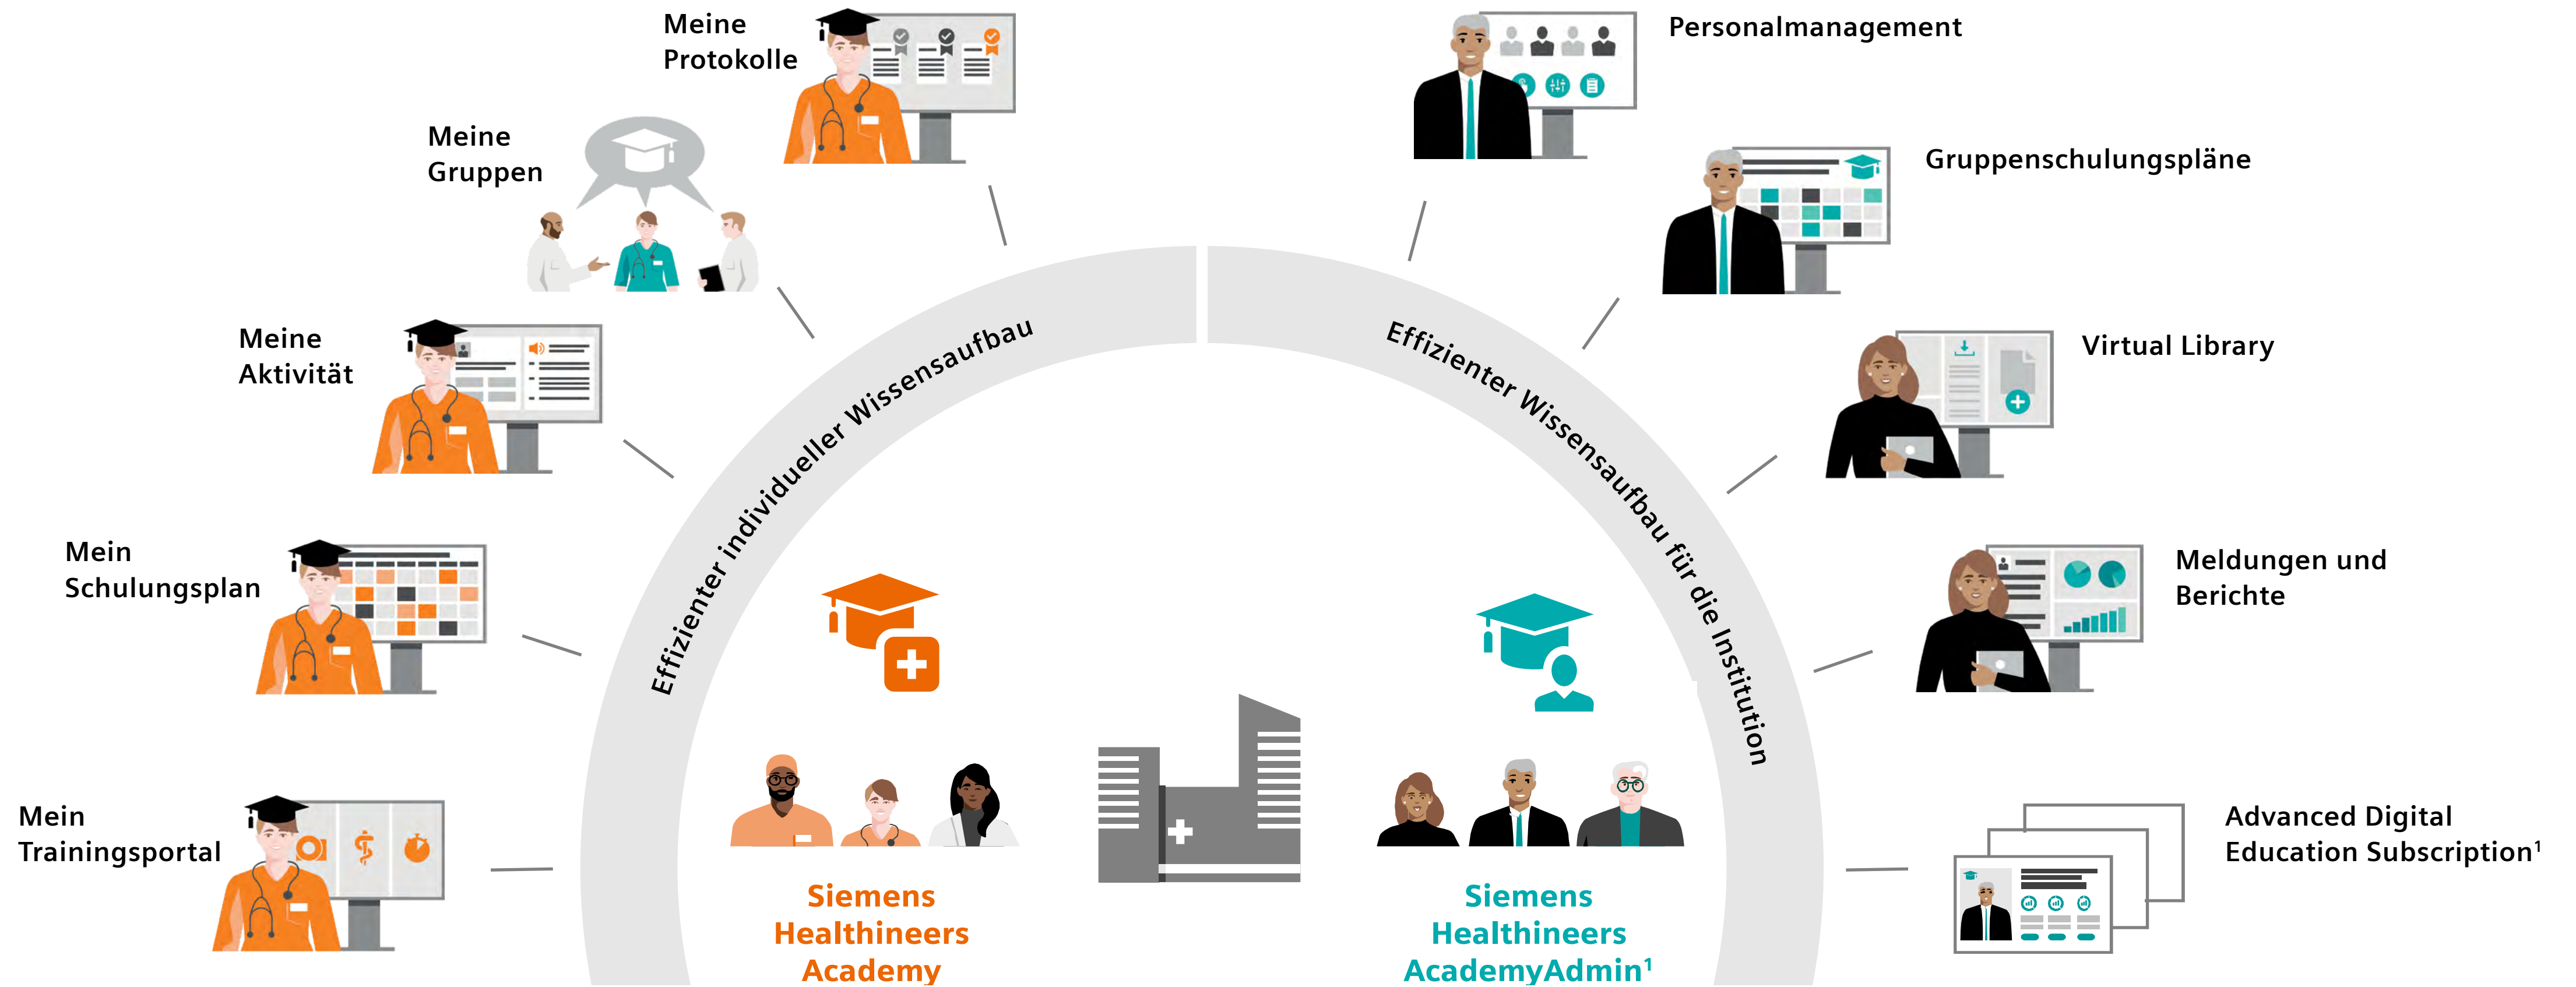 Meine
Protokolle
Meine
Gruppen
Meine
Aktivität
Mein
Schulungsplan
Mein
Trainingsportal
Effizienter individueller Wissensaufbau
Siemens
Healthineers
Academy
Personalmanagement
Gruppenschulungspläne
Virtual Library
Meldungen und
Berichte
Advanced Digital
Education Subscription¹
Effizienter Wissensaufbau für die Institution
Siemens
Healthineers
AcademyAdmin¹